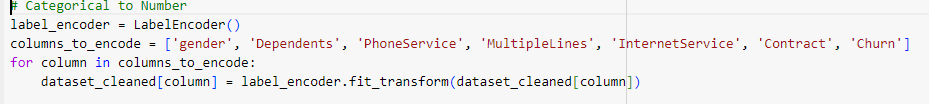 # Categorical to Number
label_encoder = LabelEncoder()
columns_to_encode = ['gender', 'Dependents', 'PhoneService', 'MultipleLines', 'InternetService', 'Contract', 'Churn']
for column in columns_to_encode:
    dataset_cleaned[column] = label_encoder.fit_transform(dataset_cleaned[column])